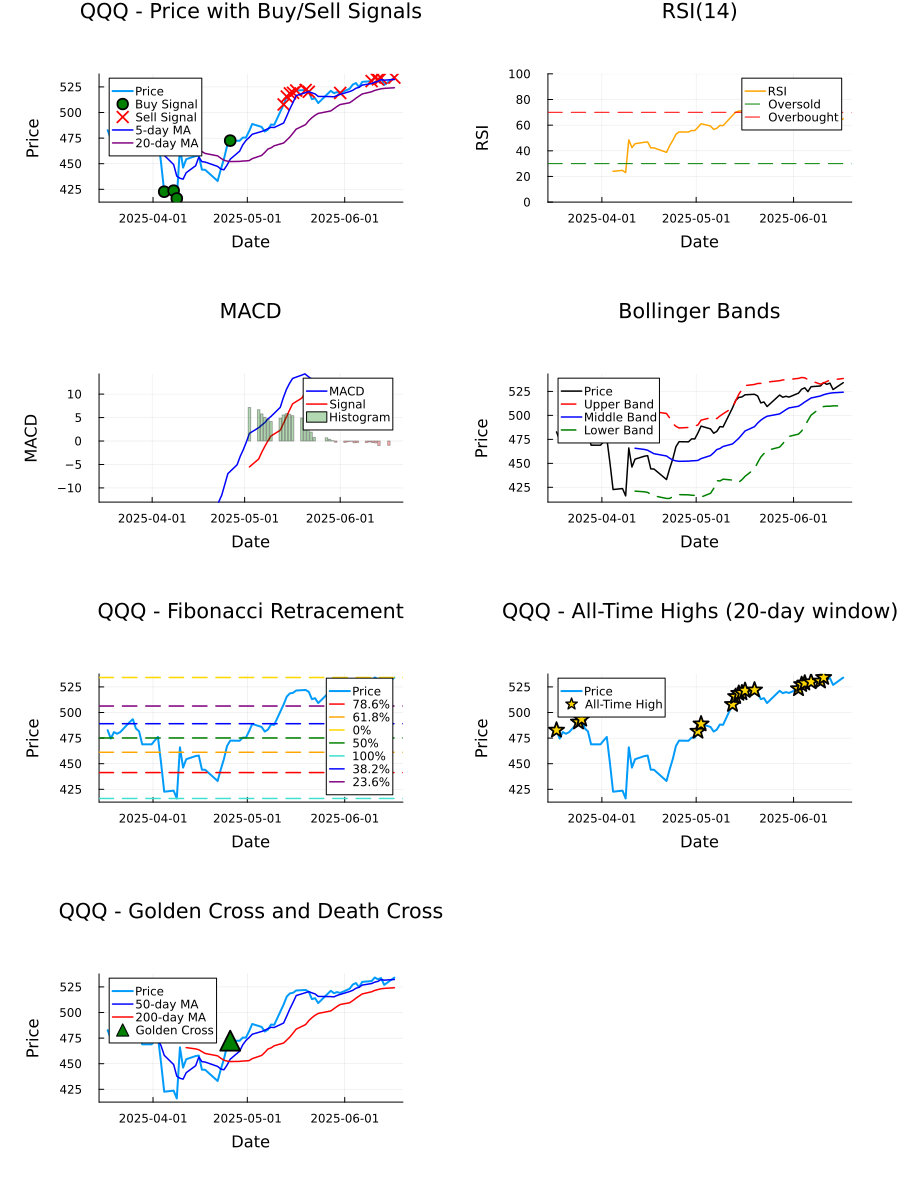 QQQ - Price with Buy/Sell Signals
Price
525
500
475
450
425
Price
Buy Signal
Sell Signal
5-day MA
20-day MA
2025-04-01
2025-05-01
2025-06-01
Date
RSI(14)
RSI
100
80
60
40
20
0
RSI
Oversold
Overbought
2025-04-01
2025-05-01
2025-06-01
Date
MACD
MACD
10
5
0
−5
−10
MACD
Signal
Histogram
2025-04-01
2025-05-01
2025-06-01
Date
Bollinger Bands
Price
525
500
475
450
425
Price
Upper Band
Middle Band
Lower Band
2025-04-01
2025-05-01
2025-06-01
Date
QQQ - Fibonacci Retracement
Price
525
500
475
450
425
Price
78.6%
61.8%
0%
50%
100%
38.2%
23.6%
2025-04-01
2025-05-01
2025-06-01
Date
QQQ - All-Time Highs (20-day window)
Price
525
500
475
450
425
Price
All-Time High
2025-04-01
2025-05-01
2025-06-01
Date
QQQ - Golden Cross and Death Cross
Price
525
500
475
450
425
Price
50-day MA
200-day MA
Golden Cross
2025-04-01
2025-05-01
2025-06-01
Date